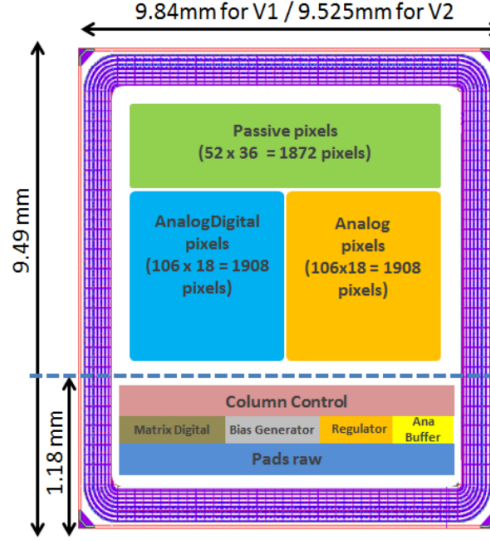 9.84mm for V1 / 9.525mm for V2
9.49 mm
Passive pixels
(52 x 36 = 1872 pixels)
AnalogDigital
pixels
(106 x 18 = 1908
pixels)
Analog
pixels
(106x18 = 1908
pixels)
1.18 mm
Column Control
Matrix Digital
Bias Generator
Regulator
Ana
Buffer
Pads raw